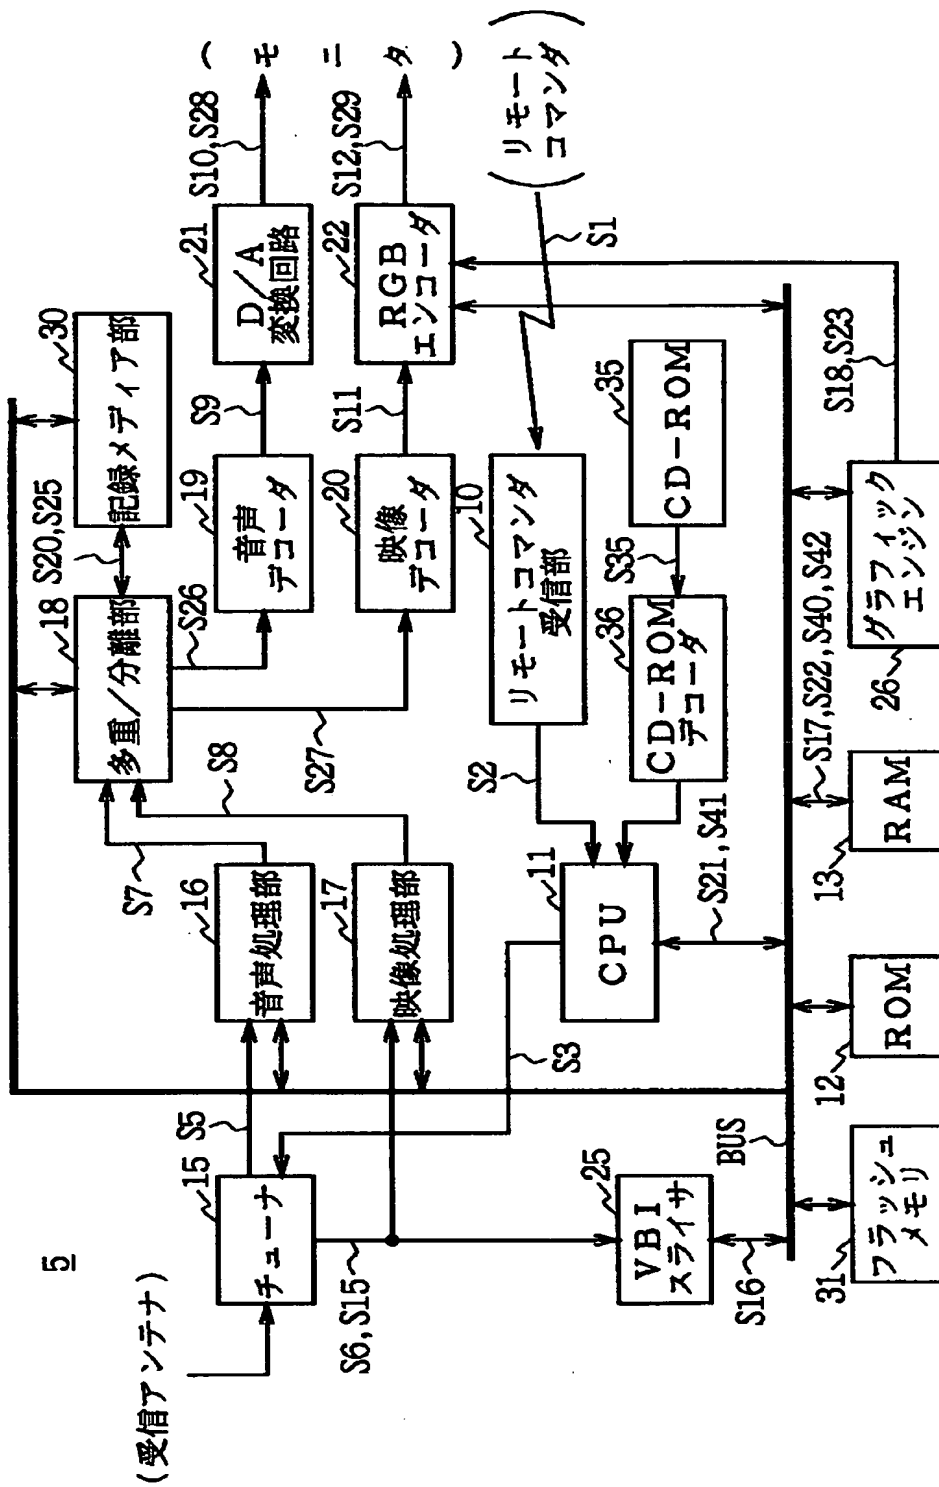 5
(受信アンテナ)
15
チューナ
S5
S6,S15
16
音声処理部
17
映像処理部
S7
S8
18
多重/分離部
S20,S25
30
記録メディア部
S26
S27
19
音声
デコーダ
20
映像
デコーダ
S9
S11
21
D/A
変換回路
22
RGB
エンコーダ
S10,S28
S12,S29
(モニタ)
(リモート
コマンダ)
S1
10
リモートコマンダ
受信部
S2
11
CPU
S3
35
CD-ROM
S35
36
CD-ROM
デコーダ
S21,S41
25
VBI
スライサ
S16
BUS
31
フラッシュ
メモリ
12
ROM
13
RAM
S17,S22,S40,S42
26
グラフィック
エンジン
S18,S23